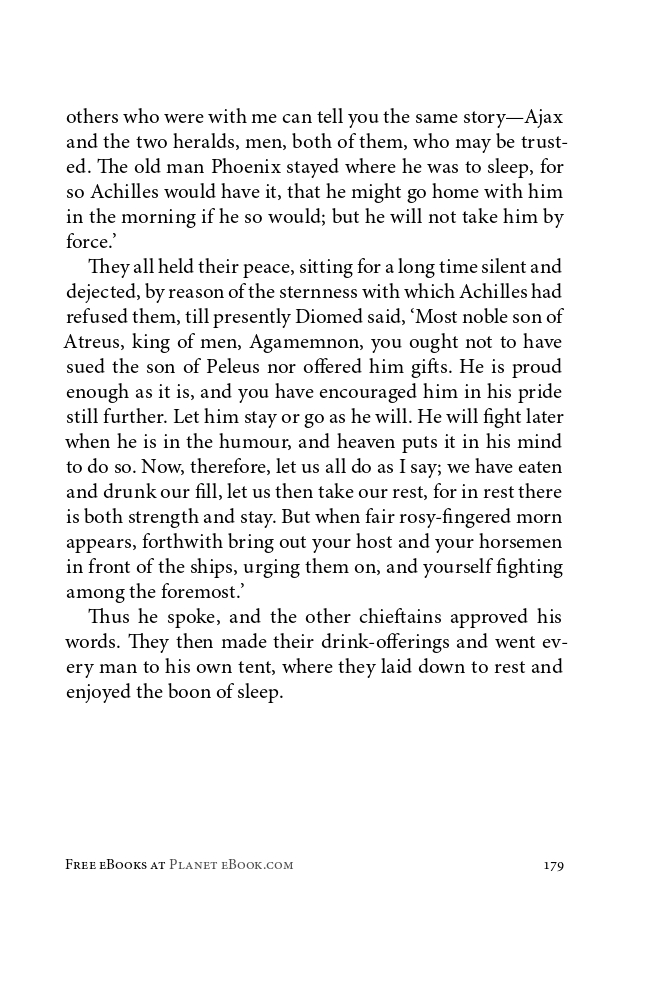 others who were with me can tell you the same story—Ajax
and the two heralds, men, both of them, who may be trust-
ed. The old man Phoenix stayed where he was to sleep, for
so Achilles would have it, that he might go home with him
in the morning if he so would; but he will not take him by
force.’
They all held their peace, sitting for a long time silent and
dejected, by reason of the sternness with which Achilles had
refused them, till presently Diomed said, ‘Most noble son of
Atreus, king of men, Agamemnon, you ought not to have
sued the son of Peleus nor offered him gifts. He is proud
enough as it is, and you have encouraged him in his pride
still further. Let him stay or go as he will. He will fight later
when he is in the humour, and heaven puts it in his mind
to do so. Now, therefore, let us all do as I say; we have eaten
and drunk our fill, let us then take our rest, for in rest there
is both strength and stay. But when fair rosy-fingered morn
appears, forthwith bring out your host and your horsemen
in front of the ships, urging them on, and yourself fighting
among the foremost.’
Thus he spoke, and the other chieftains approved his
words. They then made their drink-offerings and went ev-
ery man to his own tent, where they laid down to rest and
enjoyed the boon of sleep.
Free eBooks at Planet eBook.com 179